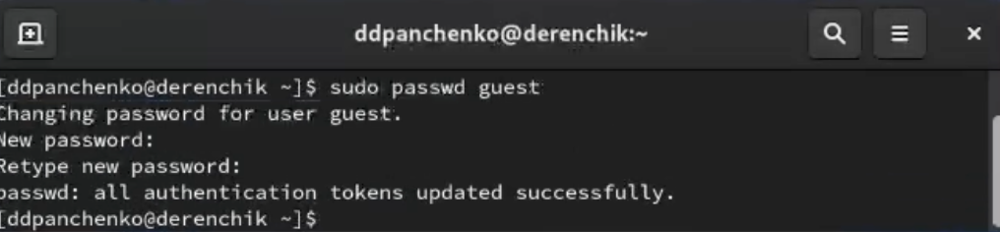 ddpanchenko@derenchik:~
[ddpanchenko@derenchik ~]$ sudo passwd guest
Changing password for user guest.
New password:
Retype new password:
passwd: all authentication tokens updated successfully.
[ddpanchenko@derenchik ~]$